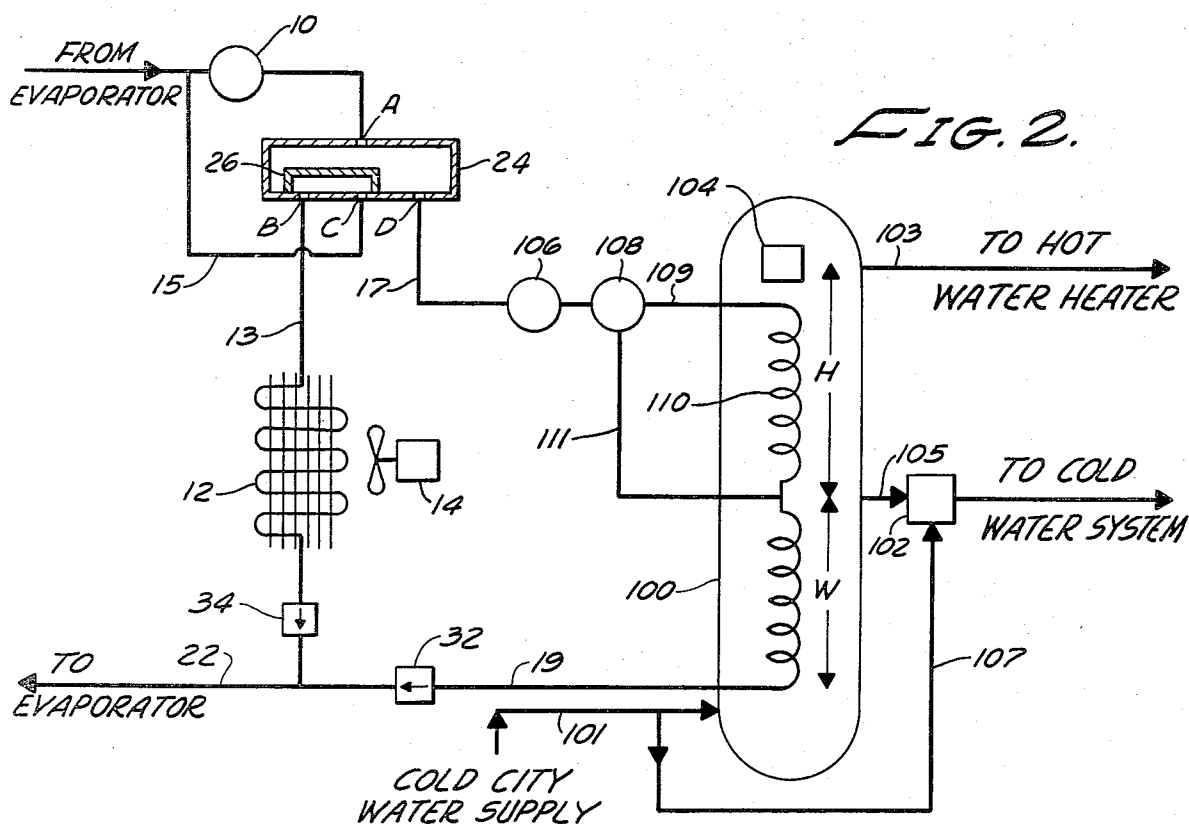 FIG. 2.
10
FROM
EVAPORATOR
A
26
24
B
C
D
15
17
106
108
109
104
103
TO HOT
WATER HEATER
13
110
H
111
12
14
105
TO COLD
102
WATER SYSTEM
100
W
34
32
107
TO
22
19
EVAPORATOR
101
COLD CITY
WATER SUPPLY